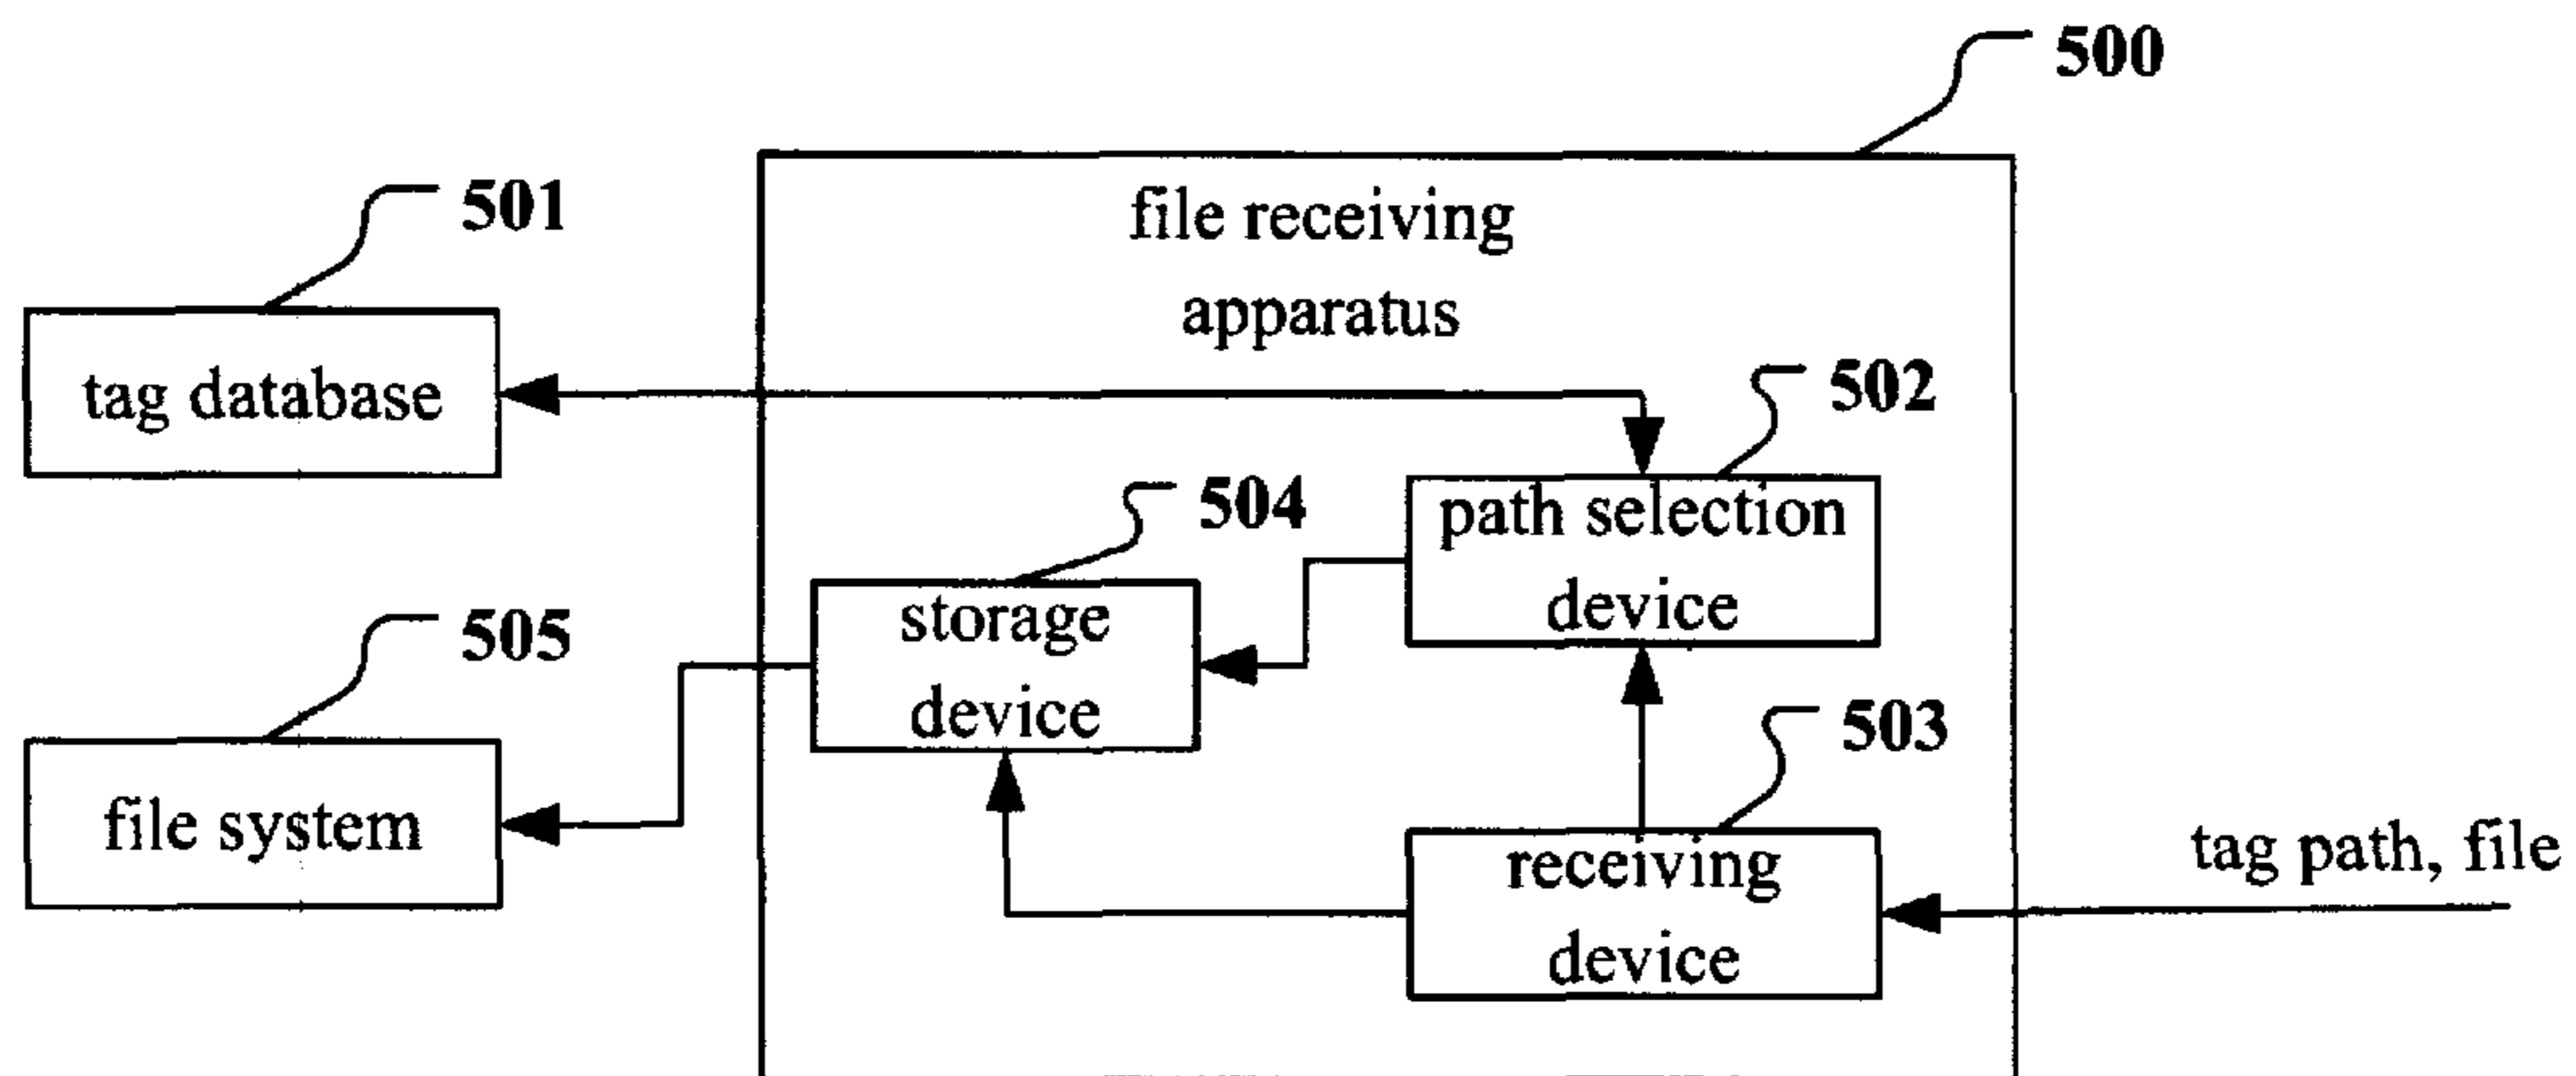 500
501
file receiving
apparatus
tag database
502
path selection
device
504
storage
device
505
503
file system
receiving
device
tag path, file